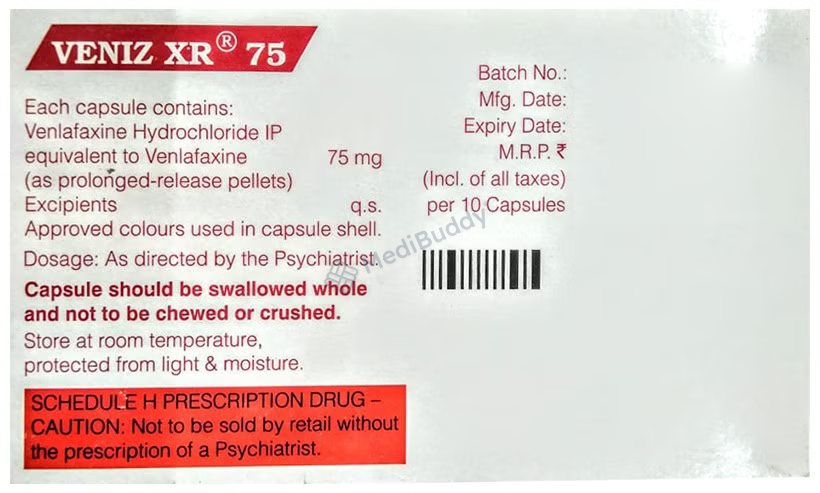 VENIZ XR® 75
Each capsule contains:
Venlafaxine Hydrochloride IP
equivalent to Venlafaxine 75 mg
(as prolonged-release pellets)
Excipients q.s.
Approved colours used in capsule shell.
Dosage: As directed by the Psychiatrist.
Capsule should be swallowed whole
and not to be chewed or crushed.
Store at room temperature,
protected from light & moisture.
SCHEDULE H PRESCRIPTION DRUG –
CAUTION: Not to be sold by retail without
the prescription of a Psychiatrist.
Batch No.:
Mfg. Date:
Expiry Date:
M.R.P. ₹
(Incl. of all taxes)
per 10 Capsules
MediBuddy